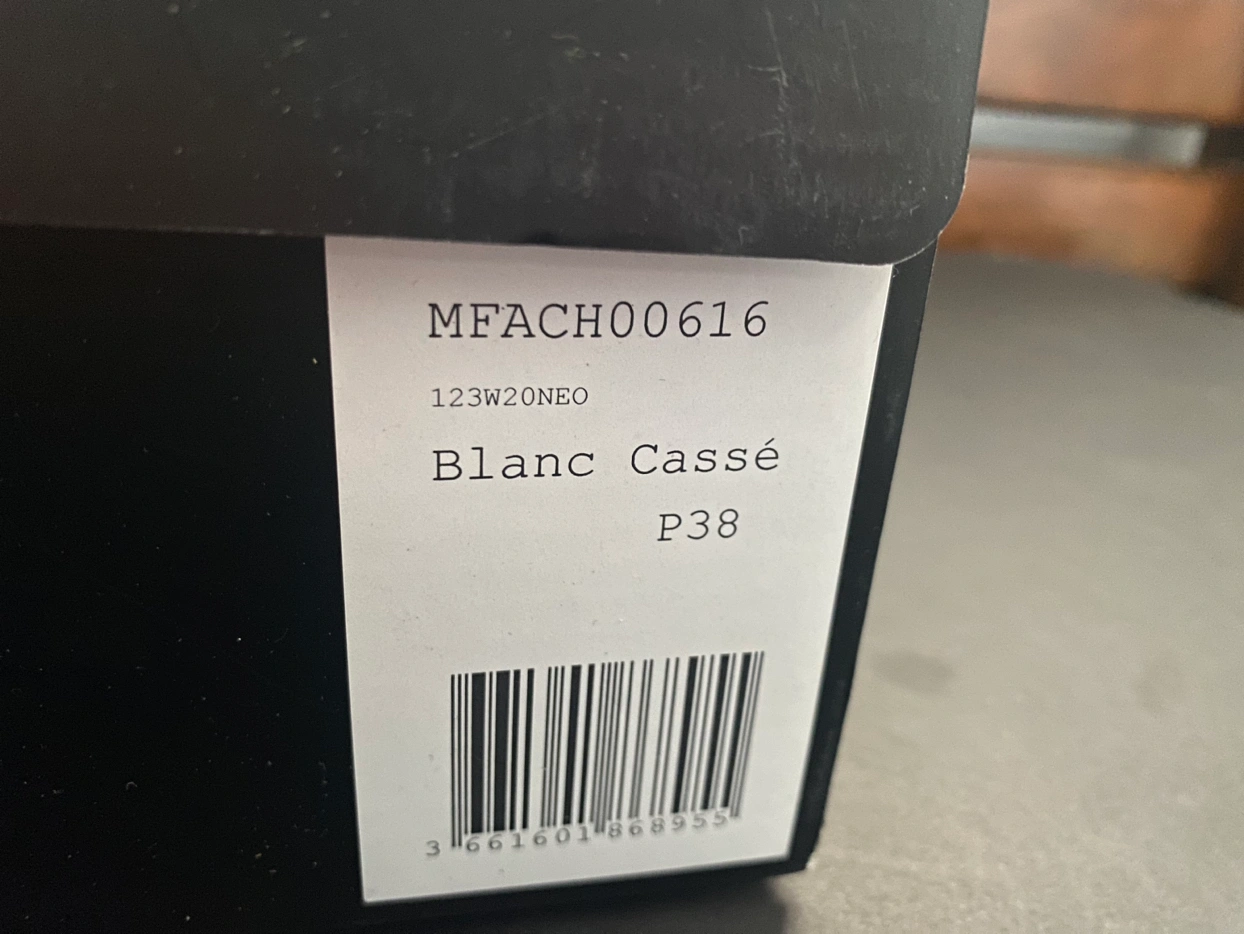 MFACH00616
123W20NEO
Blanc Cassé
P38
3 661601 868955